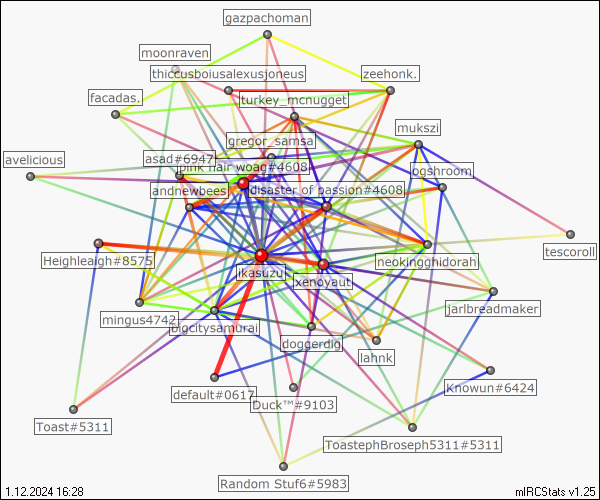 gazpachoman
moonraven
thiccusboiusalexusjoneus
zeehonk.
facadas.
turkey_mcnugget
mukszi
gregor_samsa
avelicious
asad#6947
pink hair woag#4608
ogshroom
andnewbees
disaster of passion#4608
tescoroll
Heighleaigh#8575
ikasuzu
neokingghidorah
xenoyaut
jarlbreadmaker
mingus4742
bigcitysamurai
doggerdig
lahnk
default#0617
Knowun#6424
Duck™#9103
Toast#5311
ToastephBroseph5311#5311
Random Stuf6#5983
1.12.2024 16:28
mIRCStats v1.25